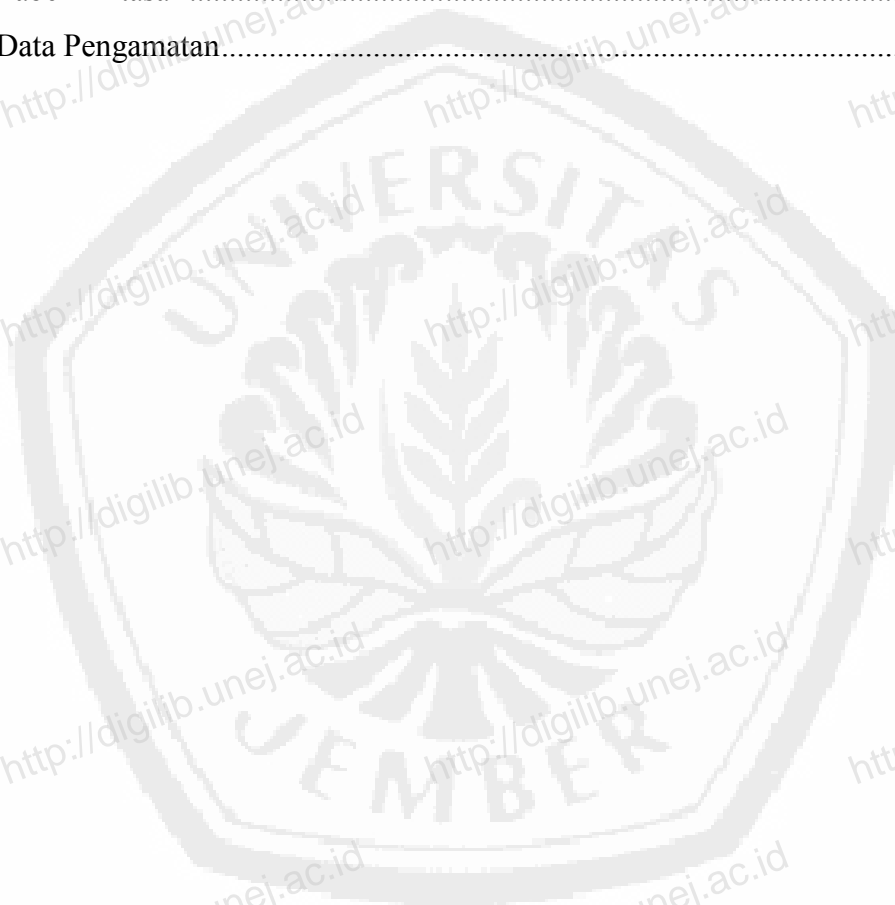 Data Pengamatan......................................................................................
http://digilib.unej.ac.id
http://digilib.unej.ac.id
UNIVERSITAS
http://digilib.unej.ac.id
http://digilib.unej.ac.id
http://digilib.unej.ac.id
http://digilib.unej.ac.id
http://digilib.unej.ac.id
http://digilib.unej.ac.id
JEMBER